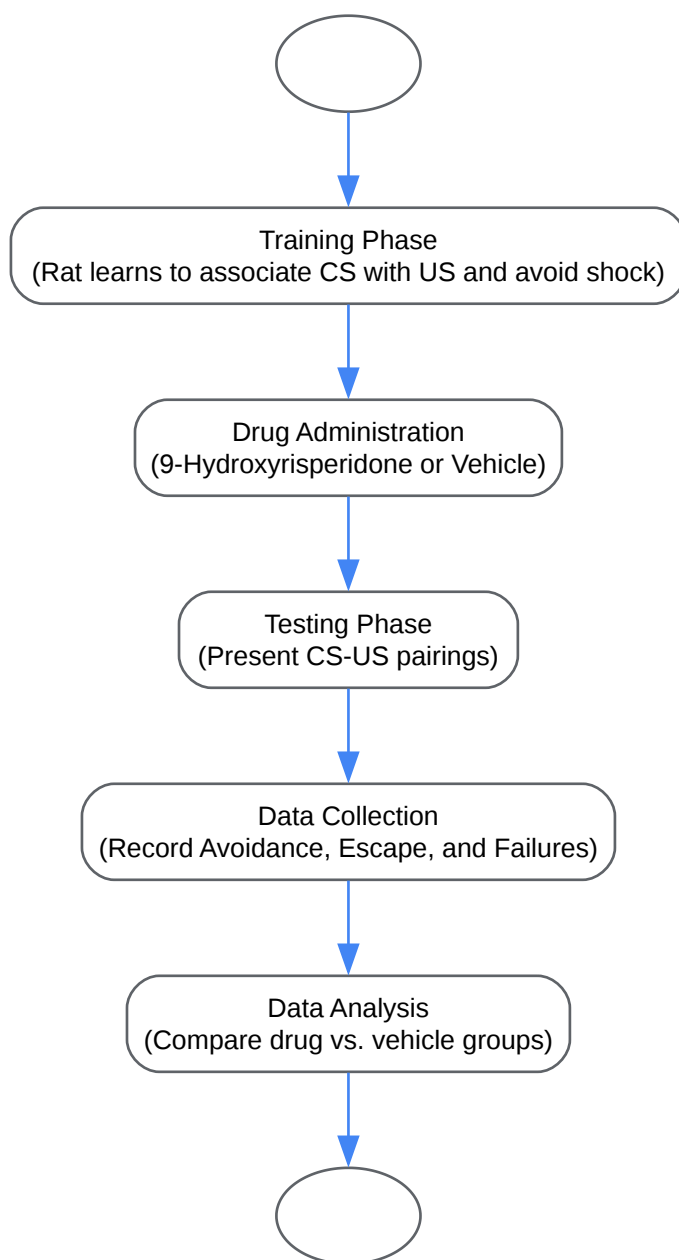 Training Phase
(Rat learns to associate CS with US and avoid shock)
Drug Administration
(9-Hydroxyrisperidone or Vehicle)
Testing Phase
(Present CS-US pairings)
Data Collection
(Record Avoidance, Escape, and Failures)
Data Analysis
(Compare drug vs. vehicle groups)